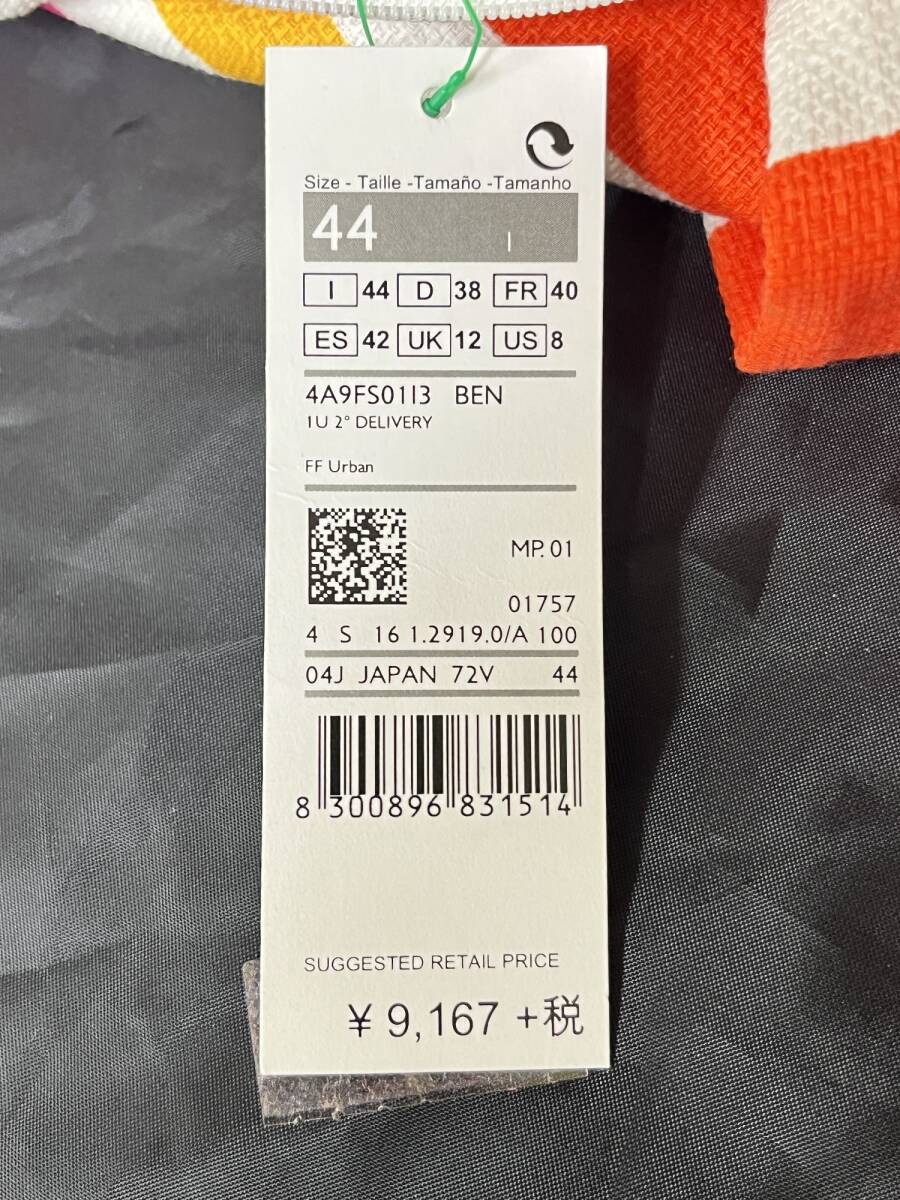 Size - Taille -Tamaño -Tamanho
44 I
I 44 D 38 FR 40
ES 42 UK 12 US 8
4A9FS01I3 BEN
1U 2° DELIVERY
FF Urban
MP. 01
01757
4 S 16 1.2919.0/A 100
04J JAPAN 72V 44
8 300896 831514
SUGGESTED RETAIL PRICE
¥ 9,167 +税